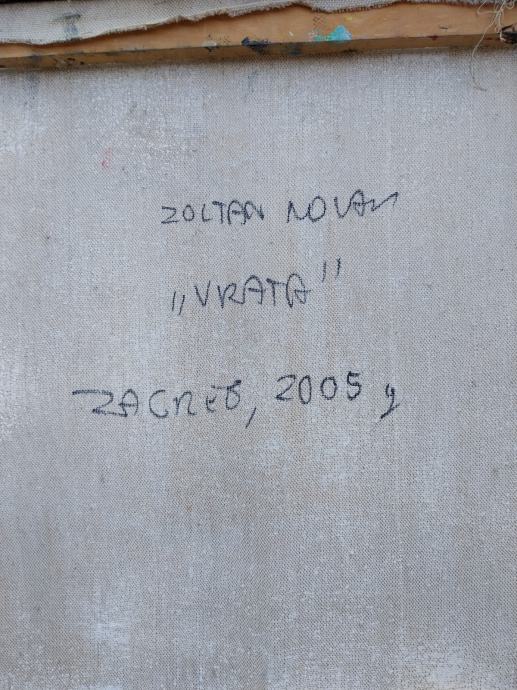 ZOLTAN NOVAK
„VRATA"
ZAGREB, 2005 g